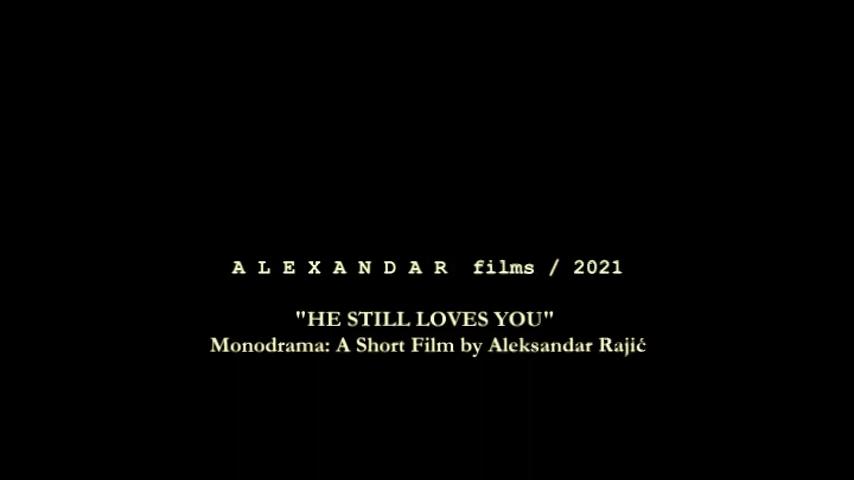 A L E X A N D A R films / 2021
"HE STILL LOVES YOU"
Monodrama: A Short Film by Aleksandar Rajić